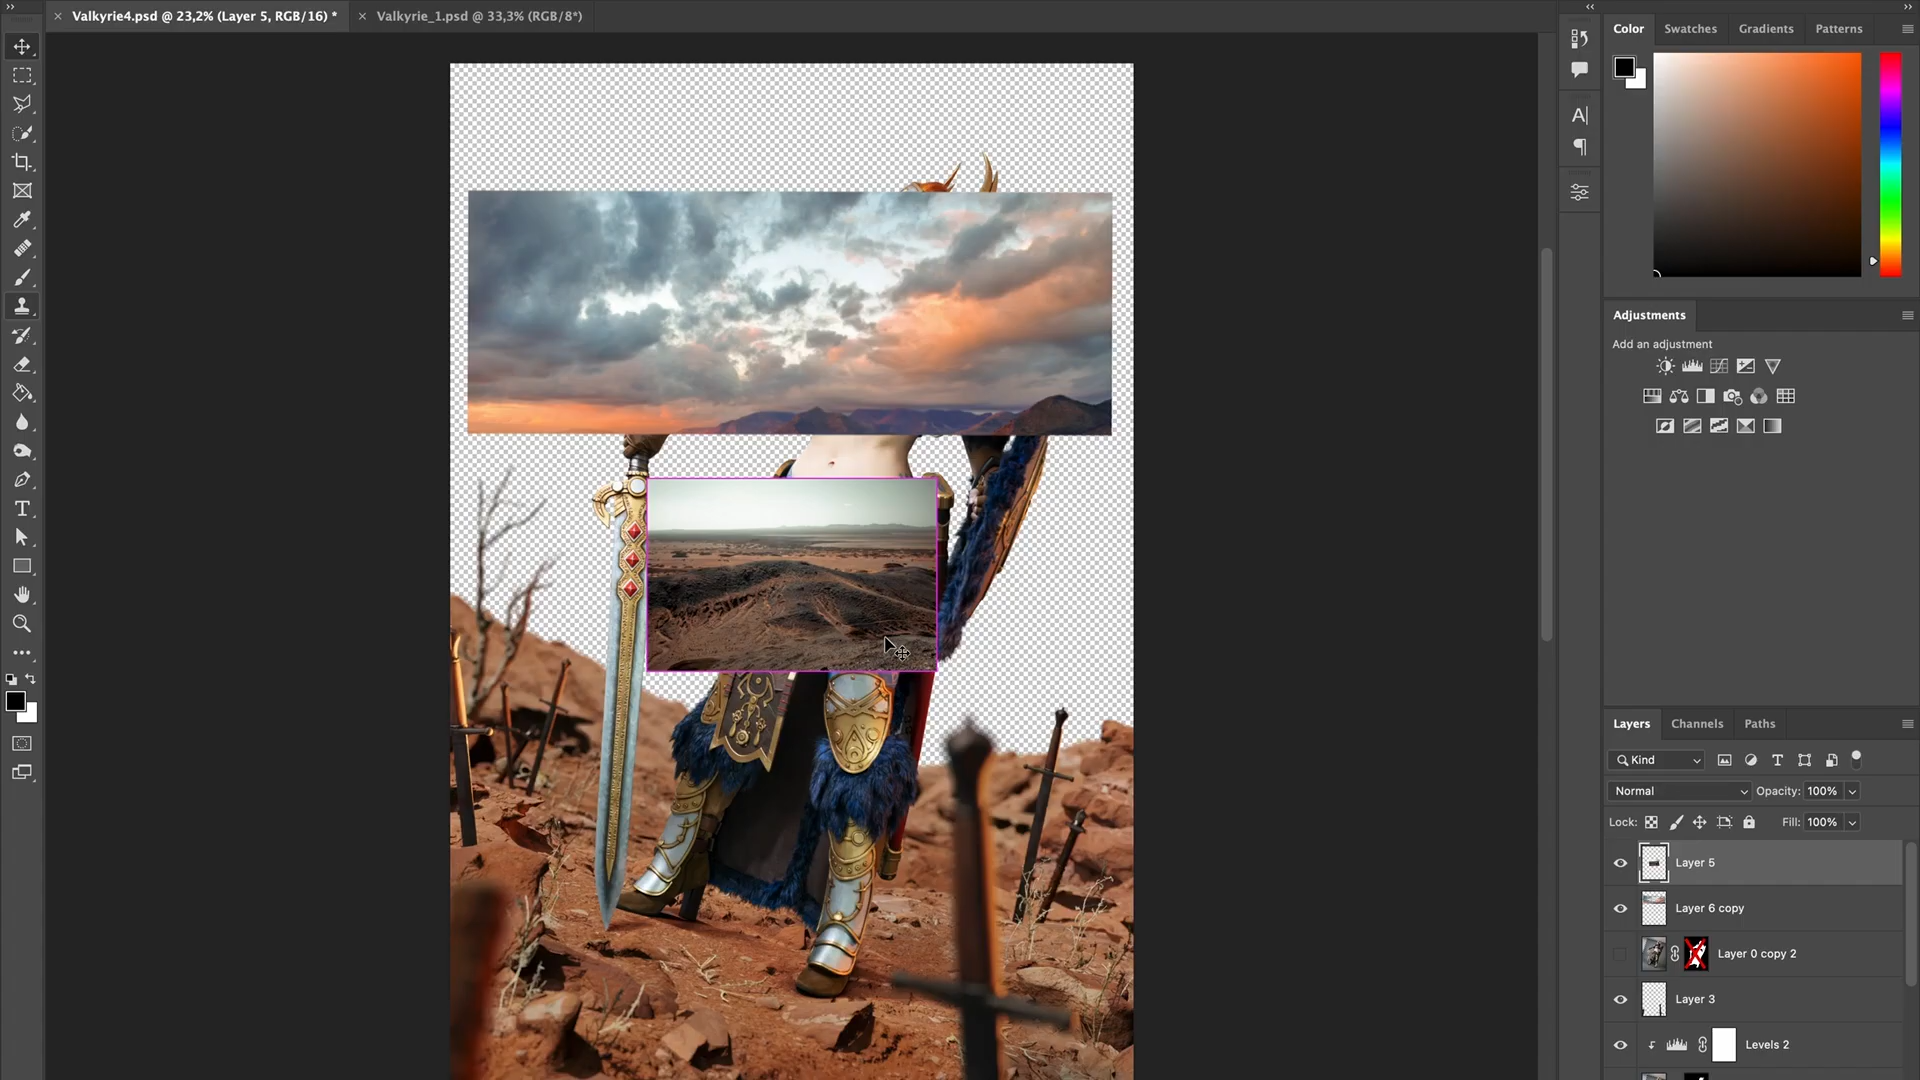 Valkyrie4.psd @ 23,2% (Layer 5, RGB/16) *
Valkyrie_1.psd @ 33,3% (RGB/8*)
Color
Swatches
Gradients
Patterns
Adjustments
Add an adjustment
Layers
Channels
Paths
Kind
Normal
Opacity: 100%
Lock:
Fill: 100%
Layer 5
Layer 6 copy
Layer 0 copy 2
Layer 3
Levels 2